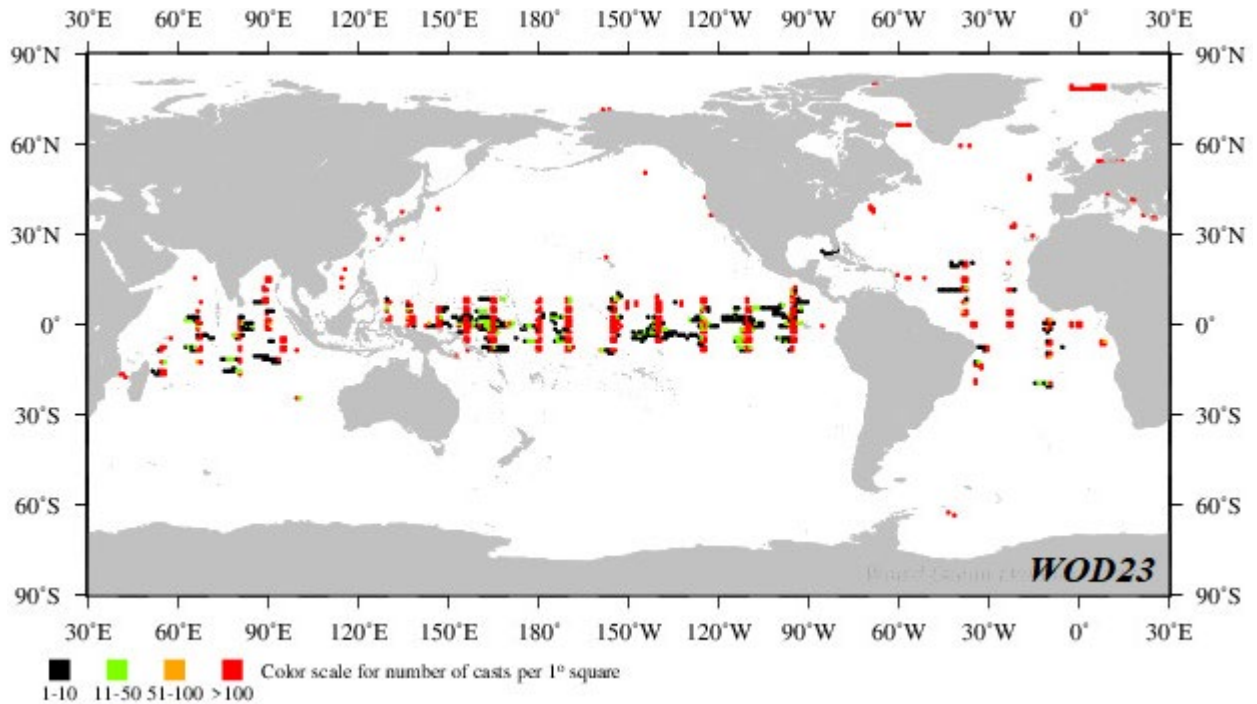 30˚E 60˚E 90˚E 120˚E 150˚E 180˚ 150˚W 120˚W 90˚W 60˚W 30˚W 0˚ 30˚E
90˚N 90˚N
60˚N 60˚N
30˚N 30˚N
0˚ 0˚
30˚S 30˚S
60˚S 60˚S
WOD23
90˚S 90˚S
30˚E 60˚E 90˚E 120˚E 150˚E 180˚ 150˚W 120˚W 90˚W 60˚W 30˚W 0˚ 30˚E
Color scale for number of casts per 1º square
1-10 11-50 51-100 >100